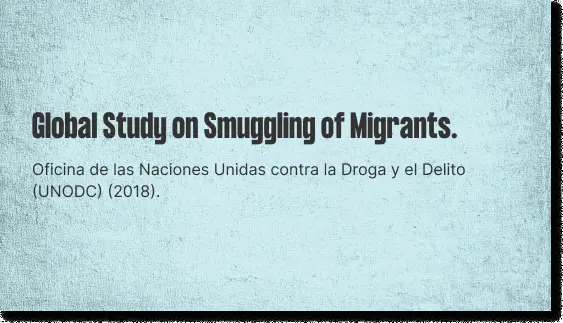 Global Study on Smuggling of Migrants.
Oficina de las Naciones Unidas contra la Droga y el Delito
(UNODC) (2018).